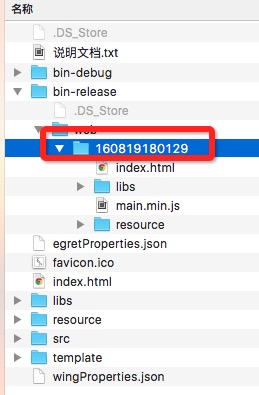 名称
.DS_Store
说明文档.txt
bin-debug
bin-release
.DS_Store
web
160819180129
index.html
libs
main.min.js
resource
egretProperties.json
favicon.ico
index.html
libs
resource
src
template
wingProperties.json